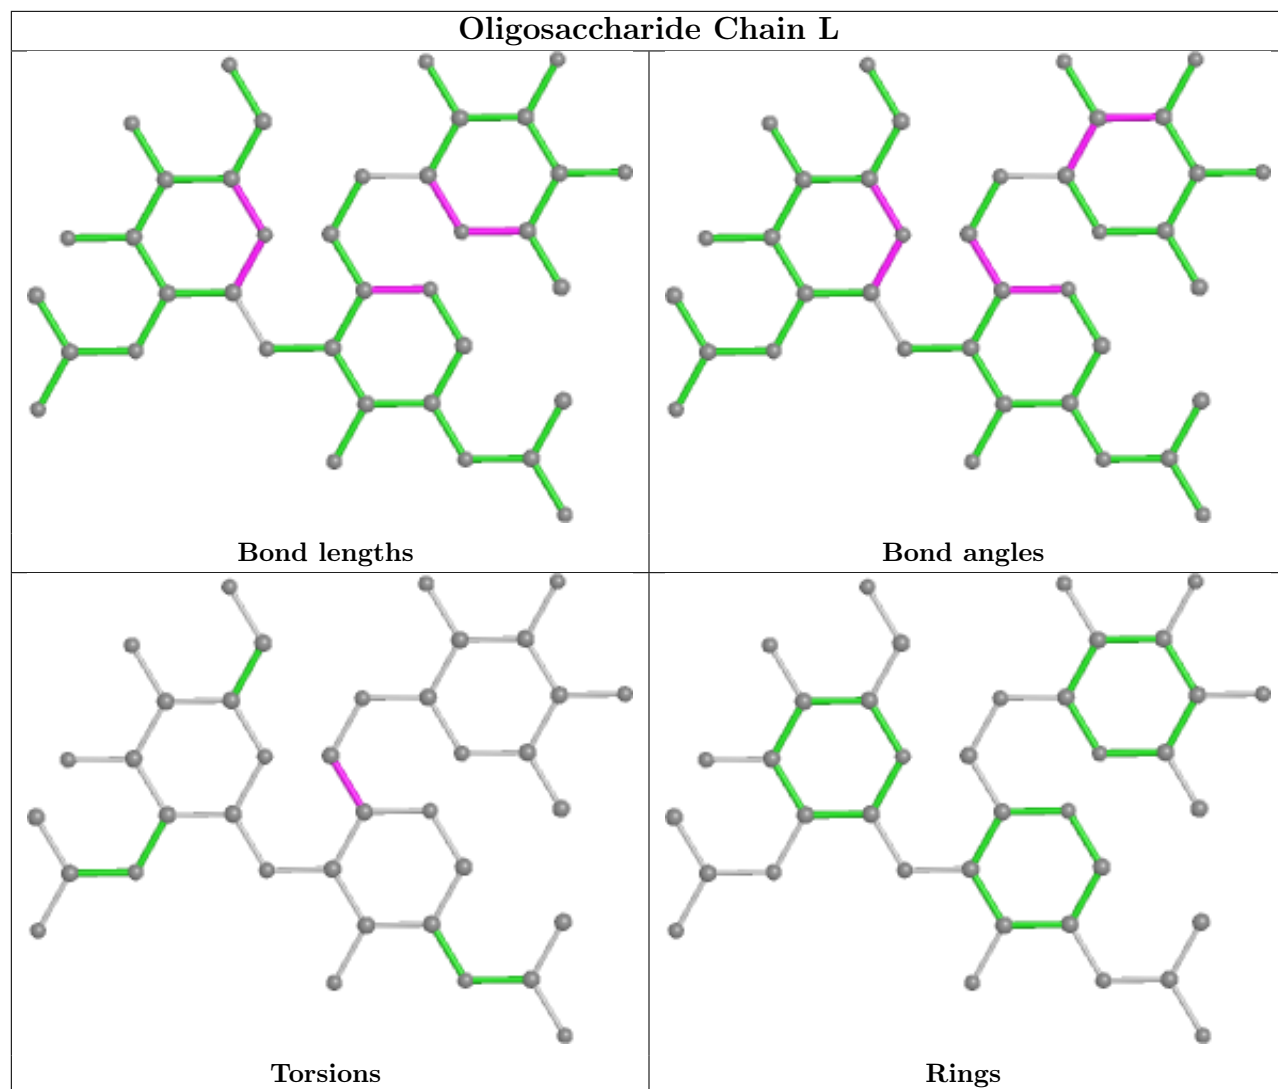 Oligosaccharide Chain L
Bond lengths
Bond angles
Torsions
Rings